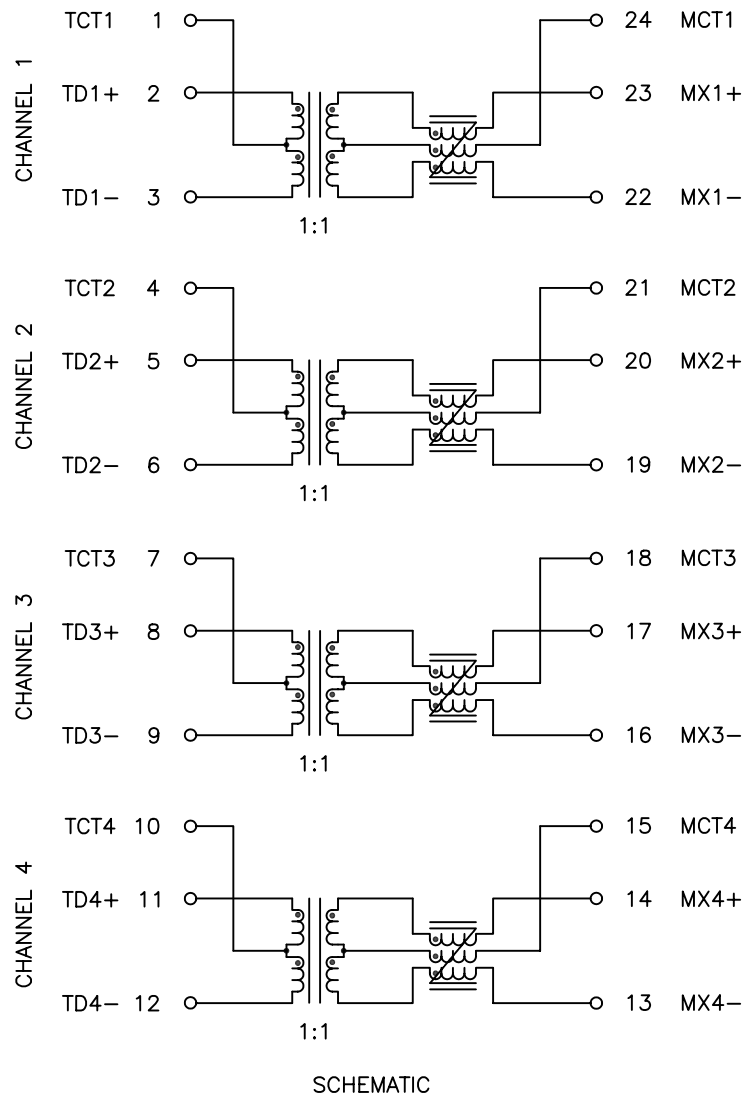 CHANNEL 1
TCT1 1 24 MCT1
TD1+ 2 23 MX1+
TD1− 3 22 MX1−
1:1
CHANNEL 2
TCT2 4 21 MCT2
TD2+ 5 20 MX2+
TD2− 6 19 MX2−
1:1
CHANNEL 3
TCT3 7 18 MCT3
TD3+ 8 17 MX3+
TD3− 9 16 MX3−
1:1
CHANNEL 4
TCT4 10 15 MCT4
TD4+ 11 14 MX4+
TD4− 12 13 MX4−
1:1
SCHEMATIC